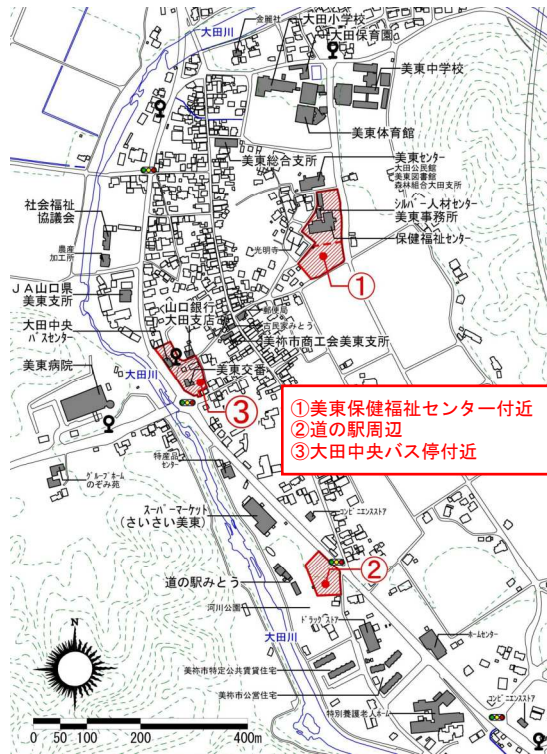 大田川
金麗社
大田小学校
大田保育園
美東中学校
美東体育館
美東総合支所
美東センター
大田公民館
美東図書館
森林組合大田支所
シルバー人材センター
美東事務所
保健福祉センター
社会福祉
協議会
農産
加工所
光明寺
①
JA山口県
美東支所
山口銀行
大田支店
郵便局
古民家みとう
大田中央
バスセンター
美祢市商工会美東支所
美東病院
大田川
美東交番
③
①美東保健福祉センター付近
②道の駅周辺
③大田中央バス停付近
特産品
センター
グループホーム
のぞみ苑
スーパーマーケット
(さいさい美東)
コンビニエンスストア
道の駅みとう
②
河川公園
大田川
ドラッグストア
ホームセンター
美祢市特定公共賃貸住宅
美祢市公営住宅
特別養護老人ホーム
コンビニエンスストア
N
0 50 100 200 400m